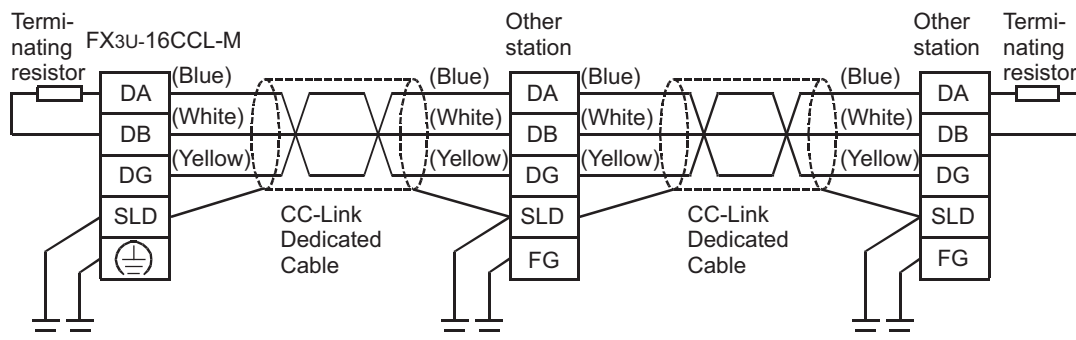 Termi-
nating
resistor
FX3U-16CCL-M
DA
DB
DG
SLD
(Blue)
(White)
(Yellow)
CC-Link
Dedicated
Cable
(Blue)
(White)
(Yellow)
Other
station
DA
DB
DG
SLD
FG
(Blue)
(White)
(Yellow)
CC-Link
Dedicated
Cable
(Blue)
(White)
(Yellow)
Other
station
DA
DB
DG
SLD
FG
Termi-
nating
resistor